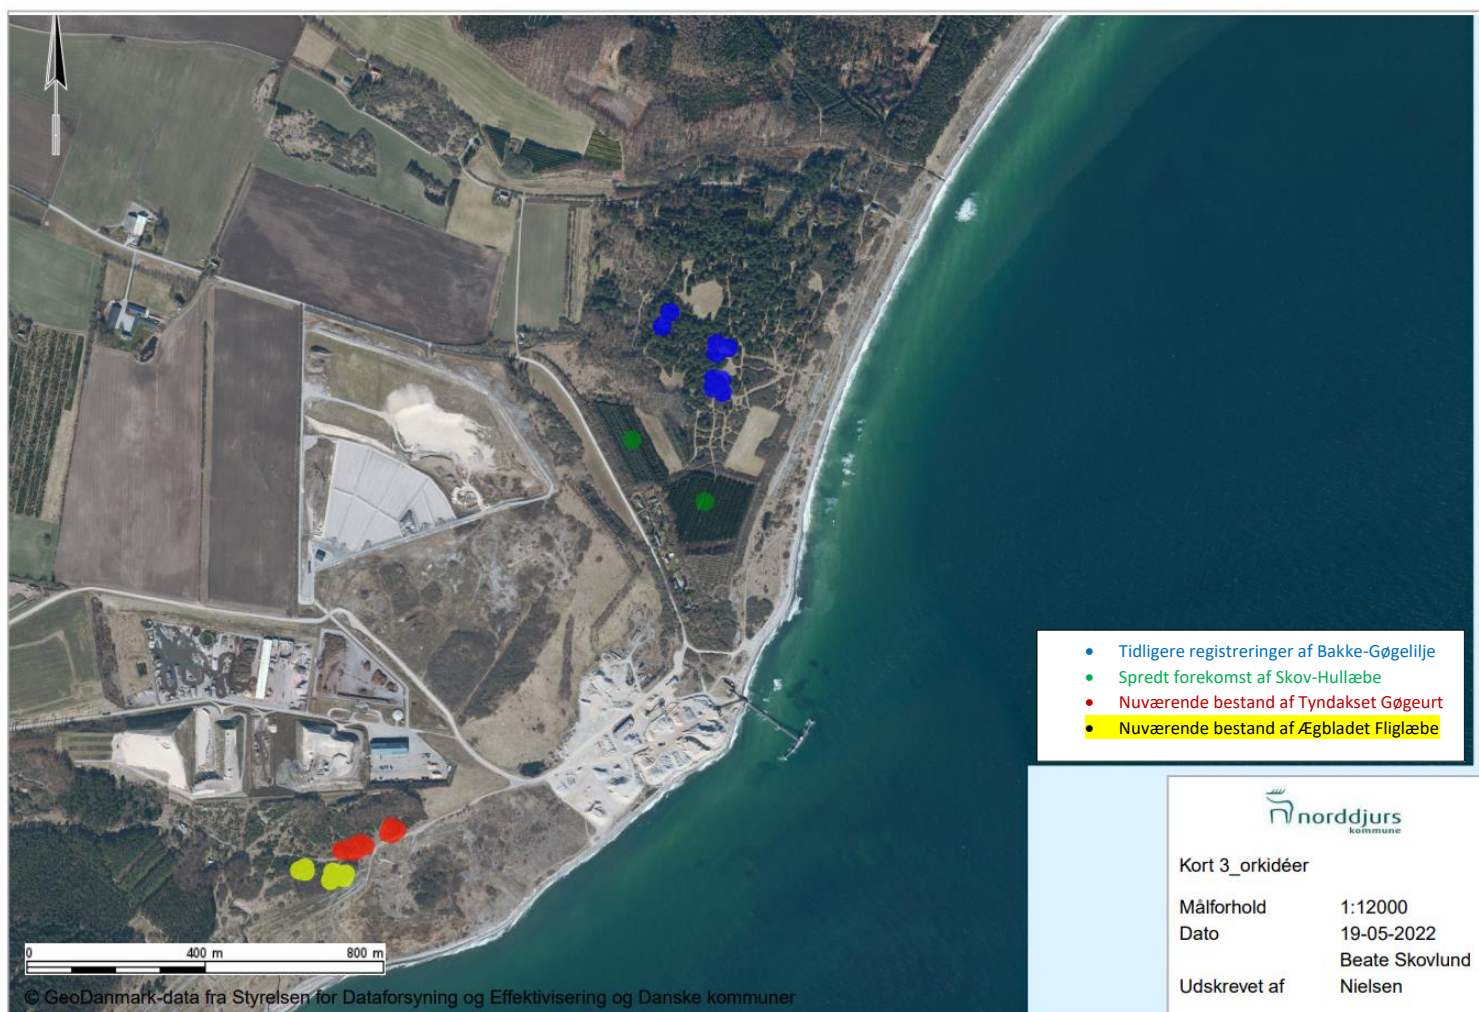 Tidligere registreringer af Bakke-Gøgelilje
Spredt forekomst af Skov-Hullæbe
Nuværende bestand af Tyndakset Gøgeurt
Nuværende bestand af Ægbladet Fliglæbe
norddjurs
kommune
Kort 3_orkidéer
Målforhold 1:12000
Dato 19-05-2022
Beate Skovlund
Udskrevet af Nielsen
0 400 m 800 m
© GeoDanmark-data fra Styrelsen for Dataforsyning og Effektivisering og Danske kommuner